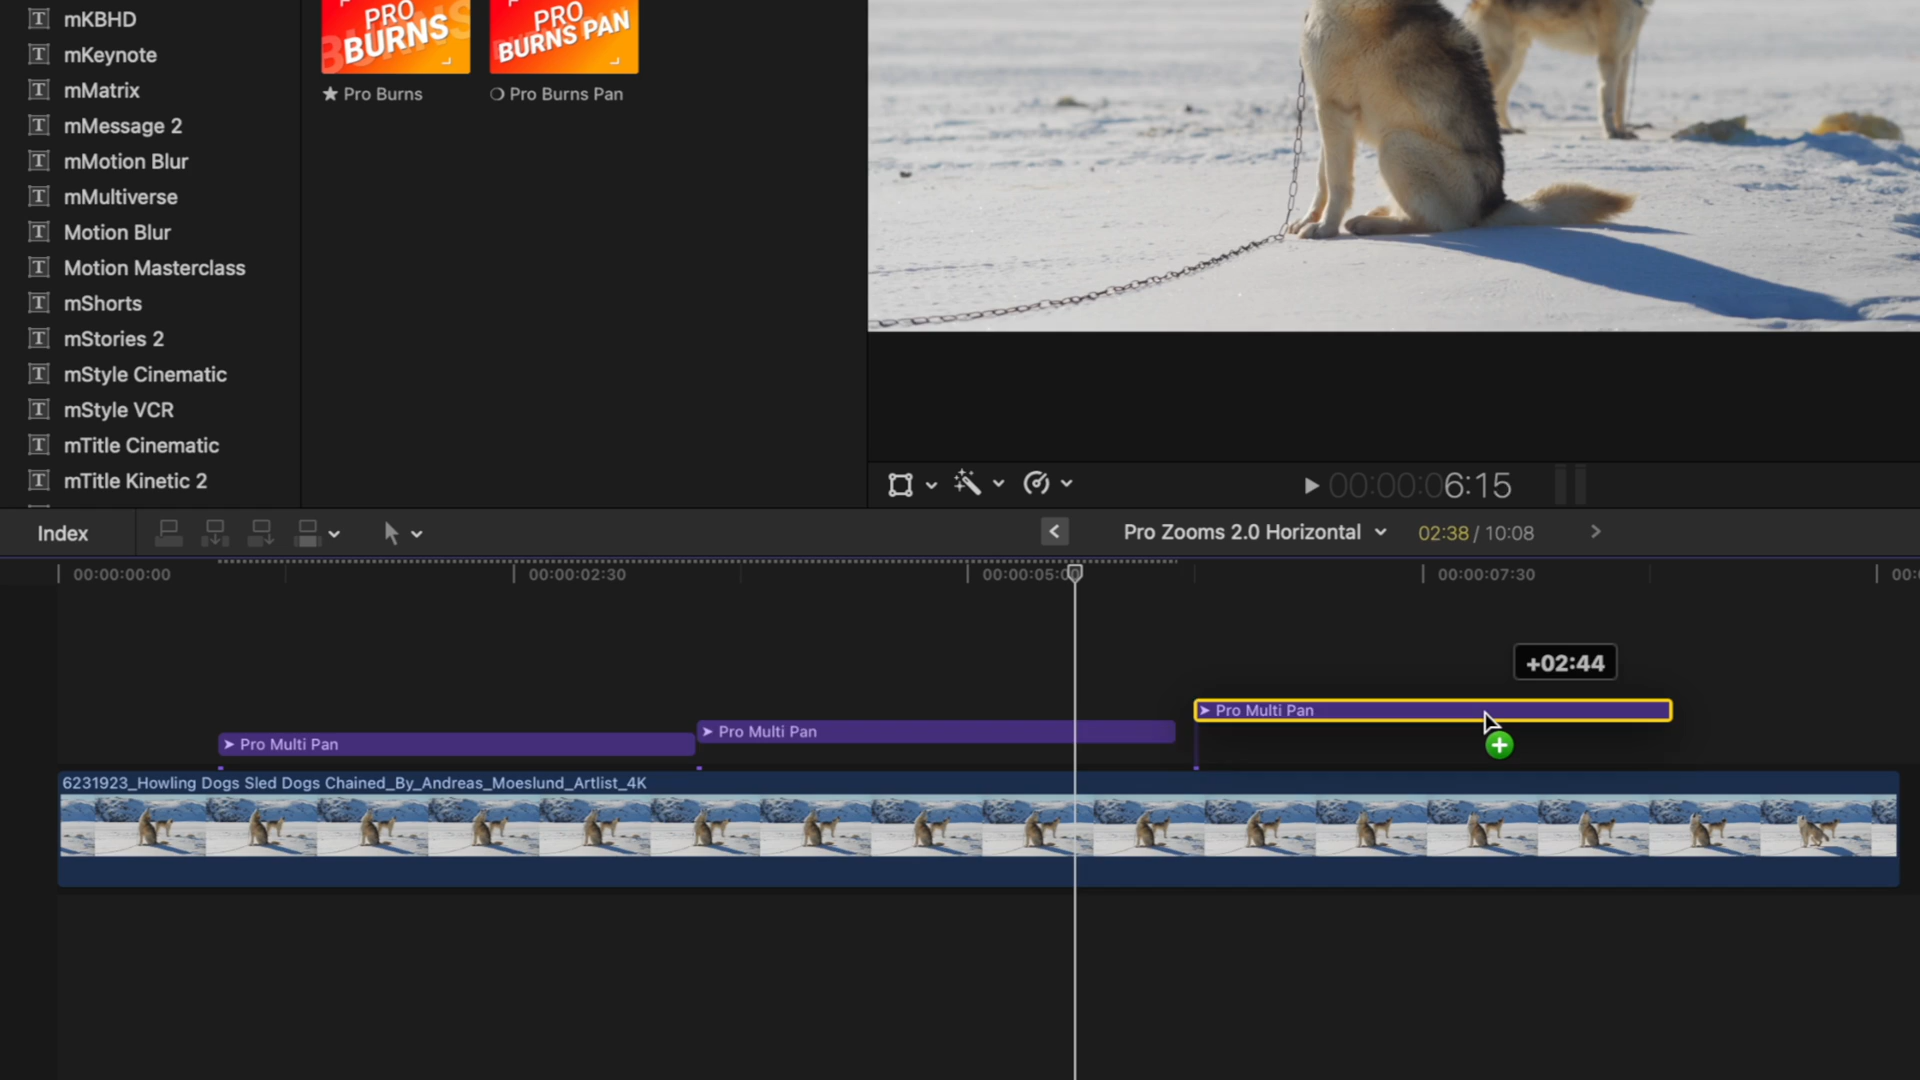 mKBHD
mKeynote
mMatrix
mMessage 2
mMotion Blur
mMultiverse
Motion Blur
Motion Masterclass
mShorts
mStories 2
mStyle Cinematic
mStyle VCR
mTitle Cinematic
mTitle Kinetic 2
PRO
BURNS
PRO
BURNS PAN
★ Pro Burns
Pro Burns Pan
00:00:06:15
Index
Pro Zooms 2.0 Horizontal
02:38 / 10:08
00:00:00:00
00:00:02:30
00:00:05:00
00:00:07:30
00:
+02:44
Pro Multi Pan
Pro Multi Pan
Pro Multi Pan
6231923_Howling Dogs Sled Dogs Chained_By_Andreas_Moeslund_Artlist_4K